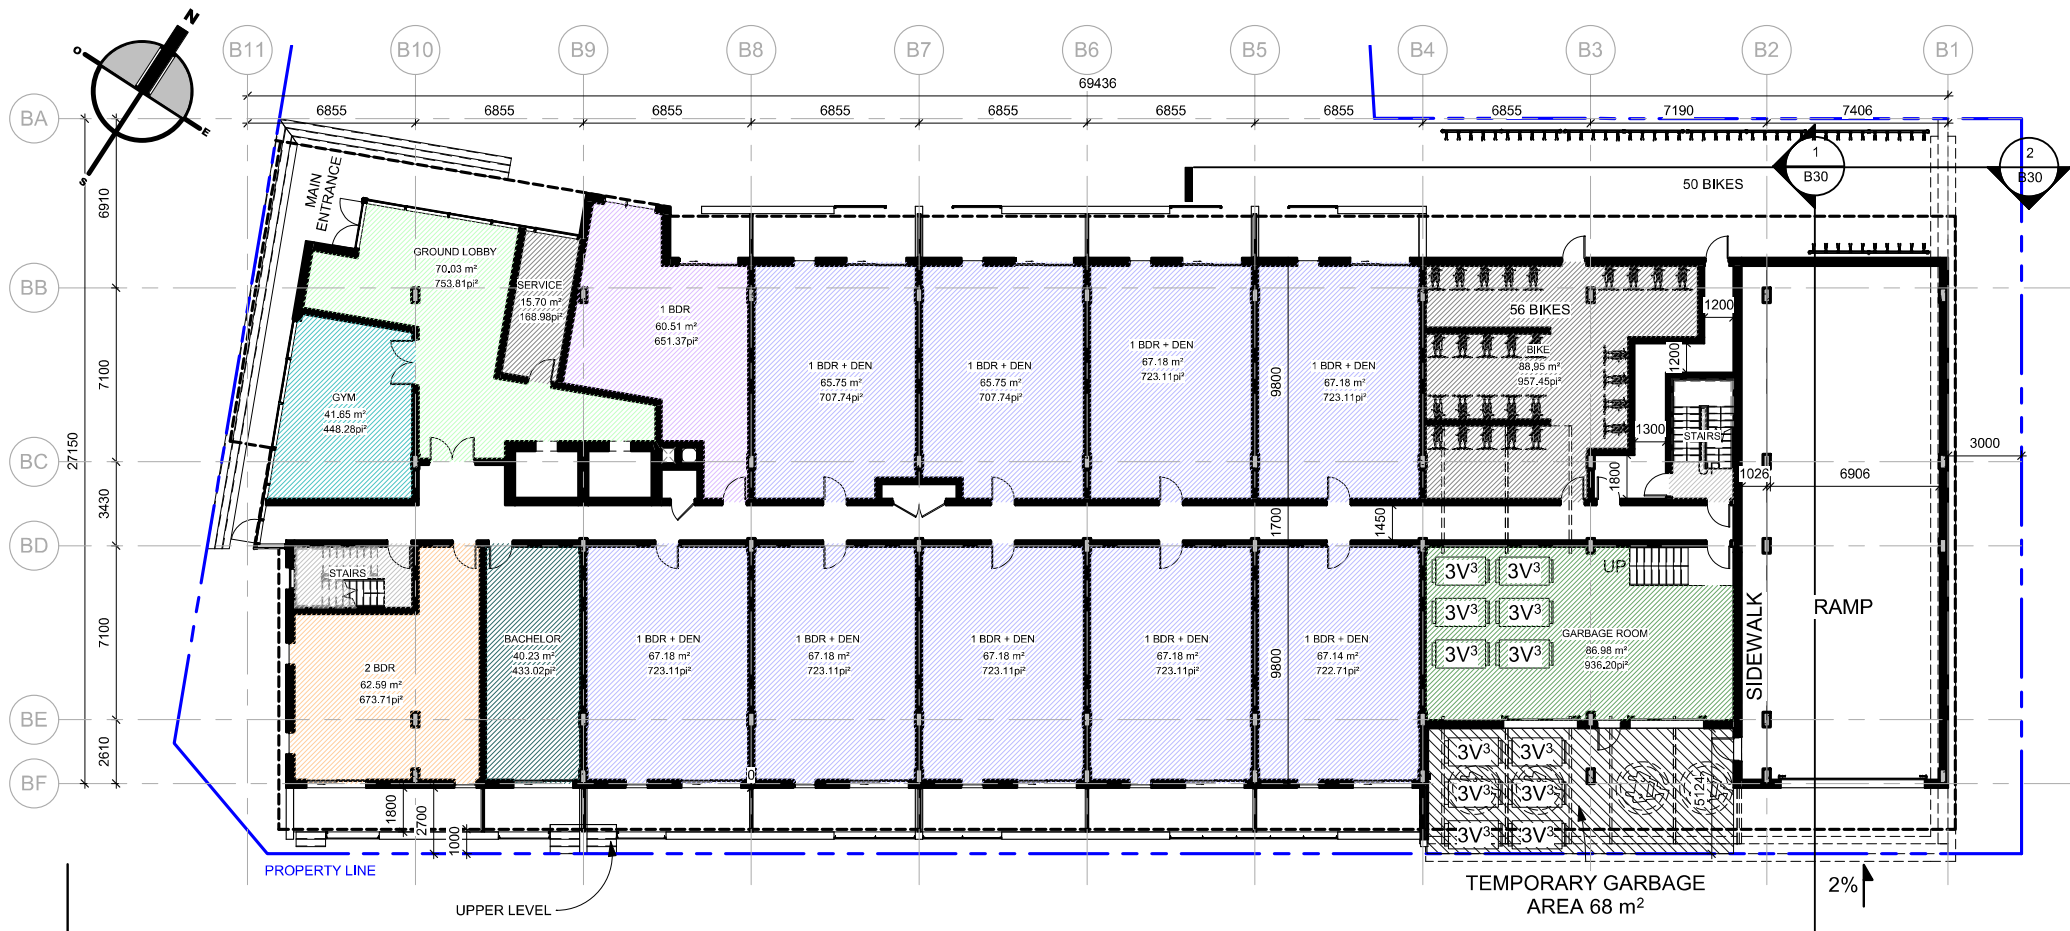 N
O
E
S
B11
B10
B9
B8
B7
B6
B5
B4
B3
B2
B1
69436
6855
6855
6855
6855
6855
6855
6855
6855
7190
7406
BA
BB
BC
BD
BE
BF
27150
6910
7100
3430
7100
2610
MAIN
ENTRANCE
GROUND LOBBY
70.03 m²
753.81pi²
SERVICE
15.70 m²
168.98pi²
1 BDR
60.51 m²
651.37pi²
GYM
41.65 m²
448.28pi²
1 BDR + DEN
65.75 m²
707.74pi²
1 BDR + DEN
65.75 m²
707.74pi²
1 BDR + DEN
67.18 m²
723.11pi²
1 BDR + DEN
67.18 m²
723.11pi²
9800
50 BIKES
1
B30
2
B30
56 BIKES
BIKE
88,95 m²
957.45pi²
1200
1200
1300
1800
STAIRS
UP
1026
6906
3000
1700
1450
STAIRS
2 BDR
62.59 m²
673.71pi²
BACHELOR
40.23 m²
433.02pi²
1 BDR + DEN
67.18 m²
723.11pi²
1 BDR + DEN
67.18 m²
723.11pi²
1 BDR + DEN
67.18 m²
723.11pi²
1 BDR + DEN
67.18 m²
723.11pi²
1 BDR + DEN
67.14 m²
722.71pi²
9800
0
3V³
3V³
3V³
3V³
3V³
3V³
UP
GARBAGE ROOM
86.98 m²
936.20pi²
SIDEWALK
RAMP
3V³
3V³
3V³
3V³
3V³
3V³
5124
1800
2700
1000
PROPERTY LINE
UPPER LEVEL
TEMPORARY GARBAGE
AREA 68 m²
2%